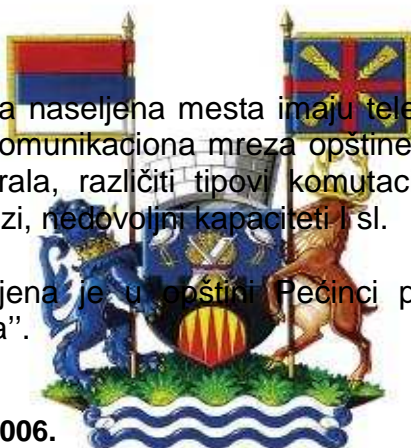 a naseljena mesta imaju tele
omunikaciona mreza opštine
rala, različiti tipovi komutac
zi, nedovoljni kapaciteti I sl.
jena je u opštini Pećinci p
a’’.
006.